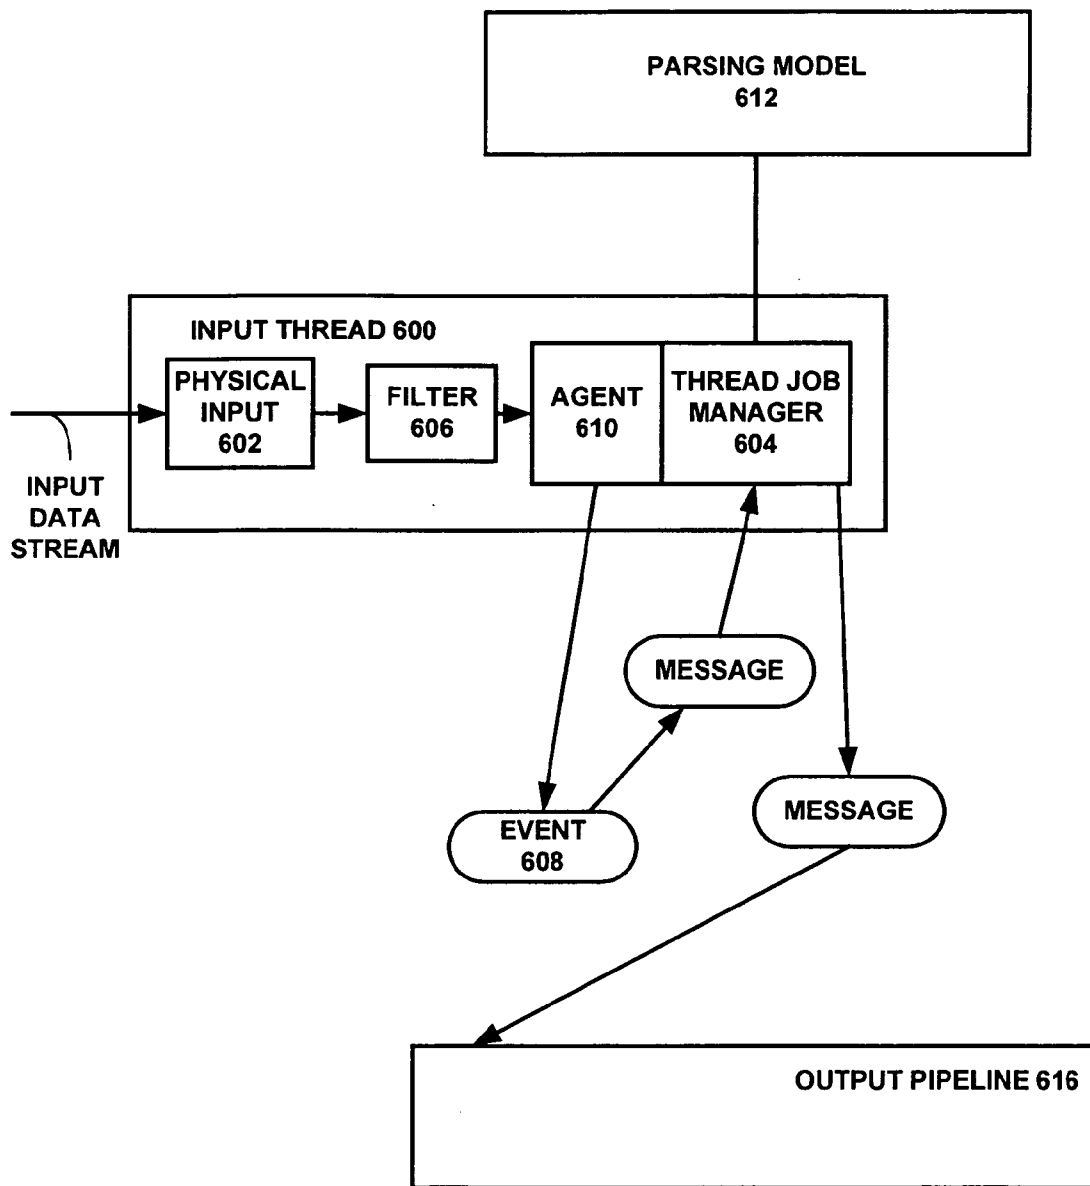 PARSING MODEL
612
INPUT THREAD 600
PHYSICAL
INPUT
602
FILTER
606
AGENT
610
THREAD JOB
MANAGER
604
INPUT
DATA
STREAM
MESSAGE
MESSAGE
EVENT
608
OUTPUT PIPELINE 616